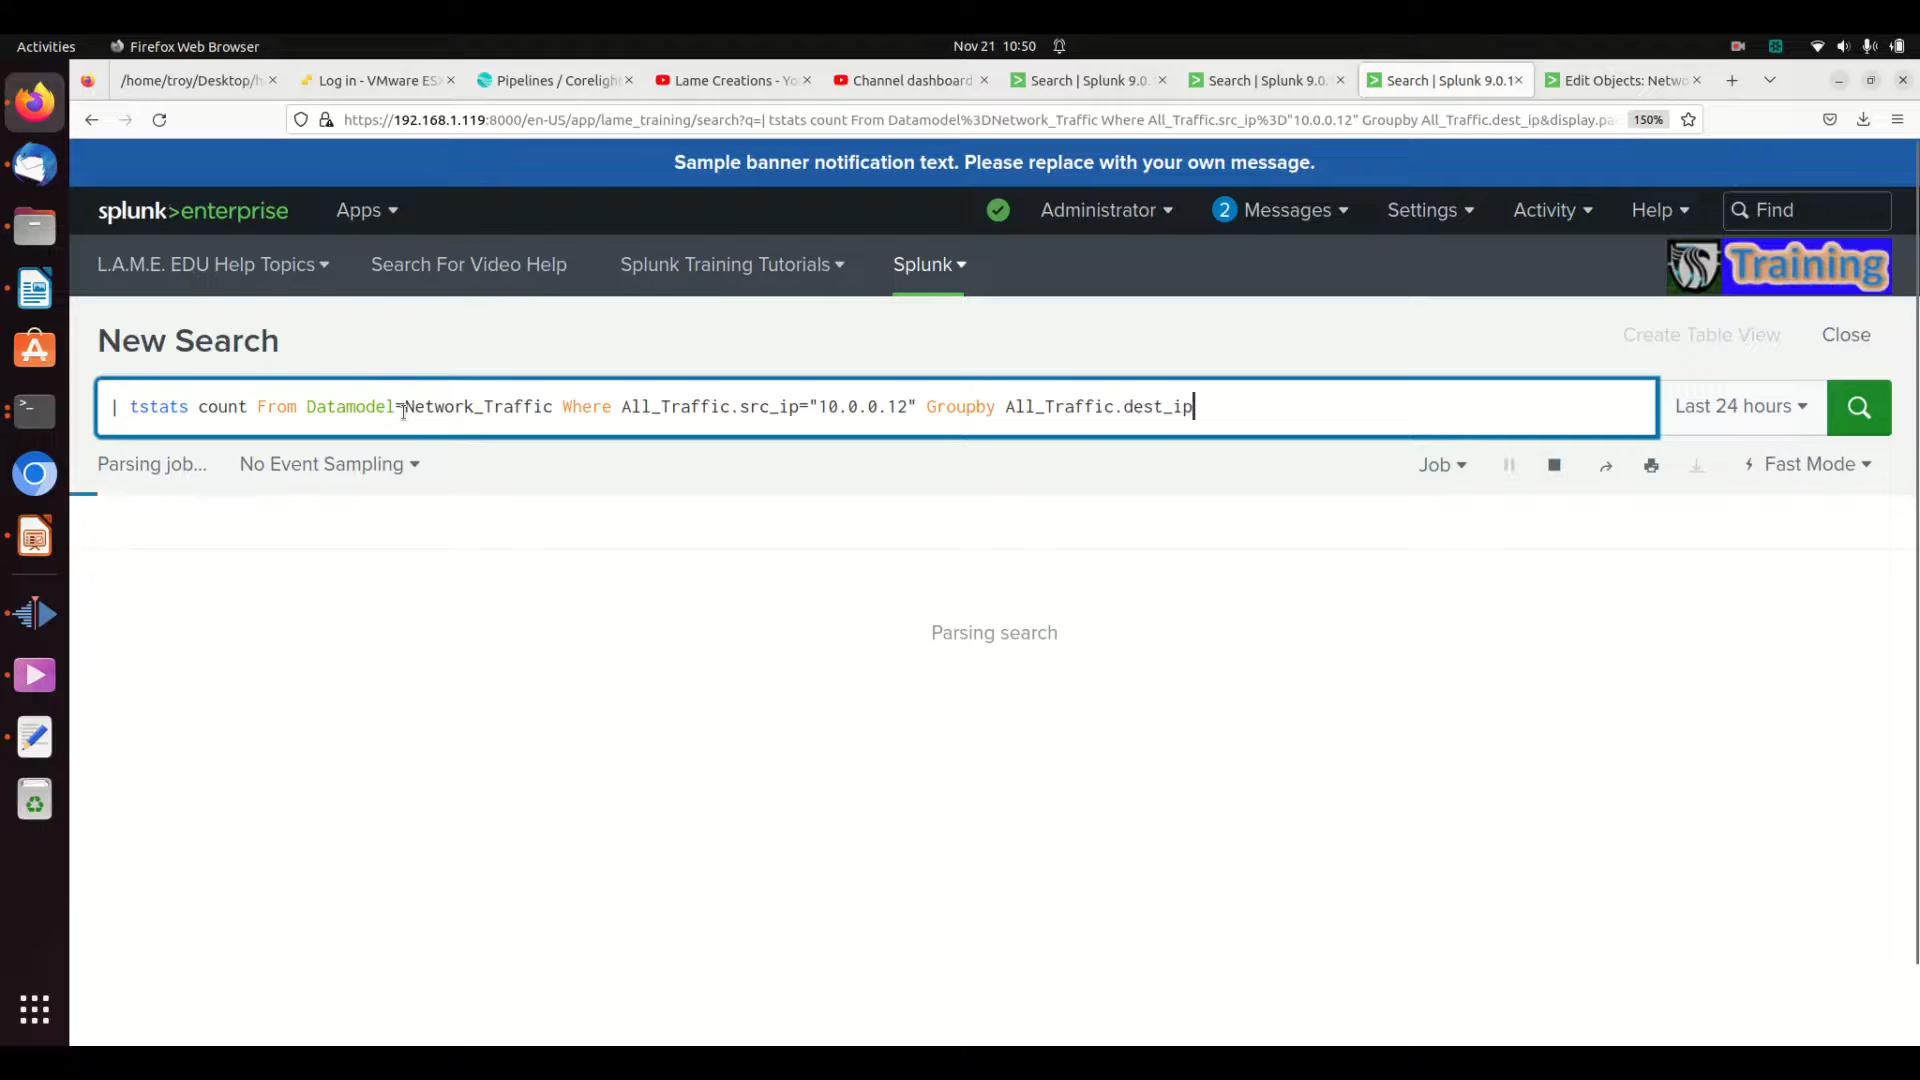 Activities Firefox Web Browser Nov 21 10:50
/home/troy/Desktop/h Log in - VMware ESX Pipelines / Corelight Lame Creations - Yo Channel dashboard Search | Splunk 9.0. Search | Splunk 9.0. Search | Splunk 9.0.1 Edit Objects: Netwo
https://192.168.1.119:8000/en-US/app/lame_training/search?q=| tstats count From Datamodel%3DNetwork_Traffic Where All_Traffic.src_ip%3D"10.0.0.12" Groupby All_Traffic.dest_ip&display.pa 150%
Sample banner notification text. Please replace with your own message.
splunk>enterprise Apps Administrator 2 Messages Settings Activity Help Find
L.A.M.E. EDU Help Topics Search For Video Help Splunk Training Tutorials Splunk Training
New Search Create Table View Close
| tstats count From Datamodel=Network_Traffic Where All_Traffic.src_ip="10.0.0.12" Groupby All_Traffic.dest_ip Last 24 hours
Parsing job... No Event Sampling Job Fast Mode
Parsing search